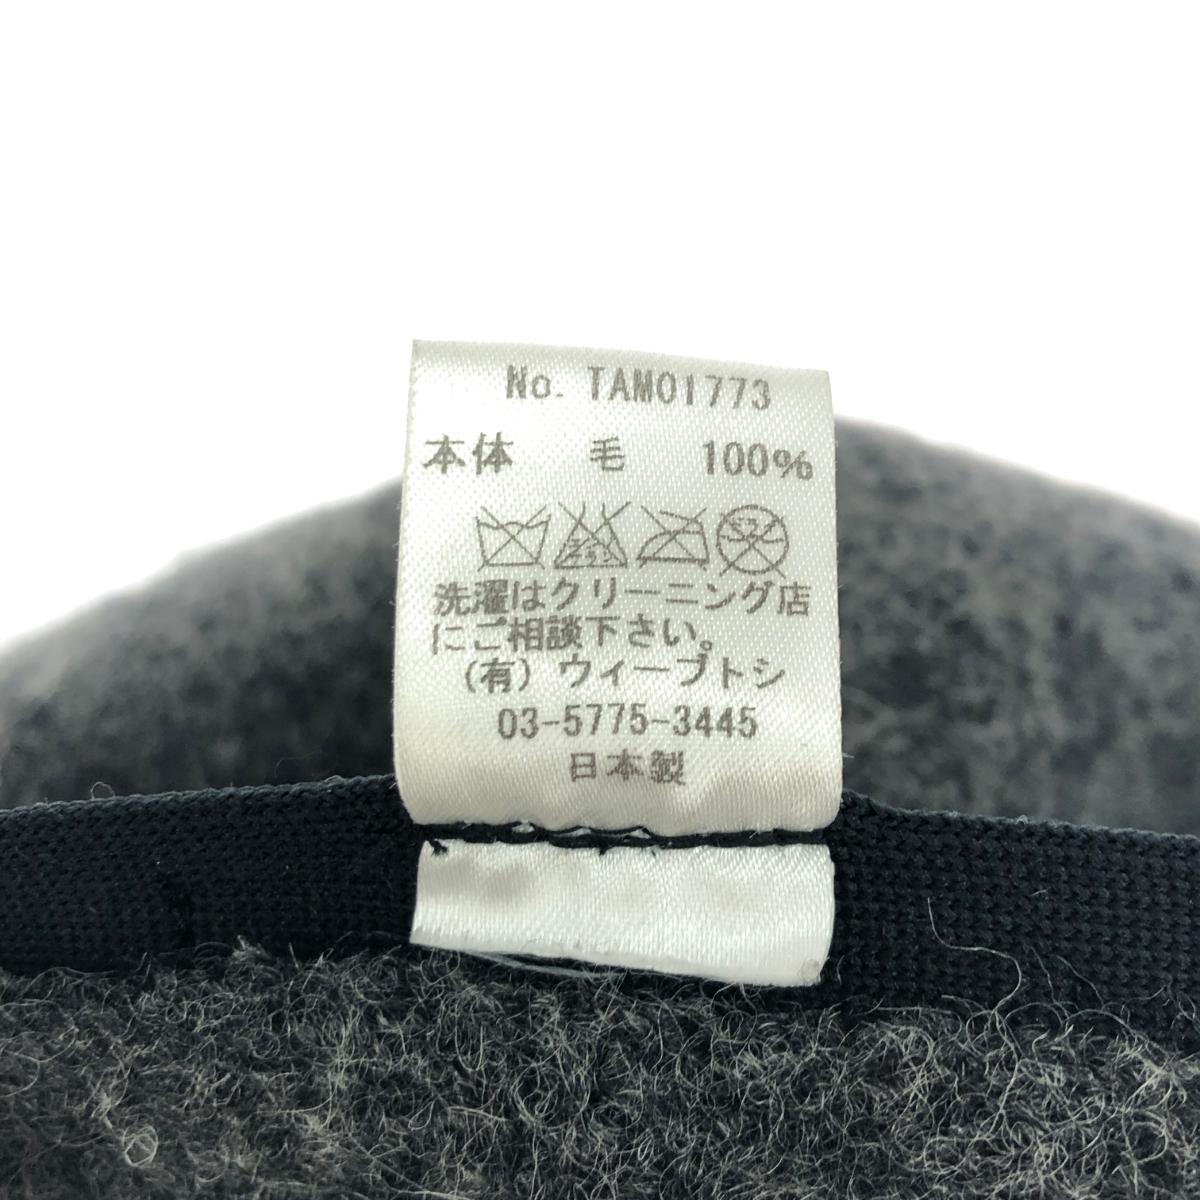 No. TAM01773
本体 毛 100%
洗濯はクリーニング店
にご相談下さい。
(有) ウィーブトシ
03-5775-3445
日本製